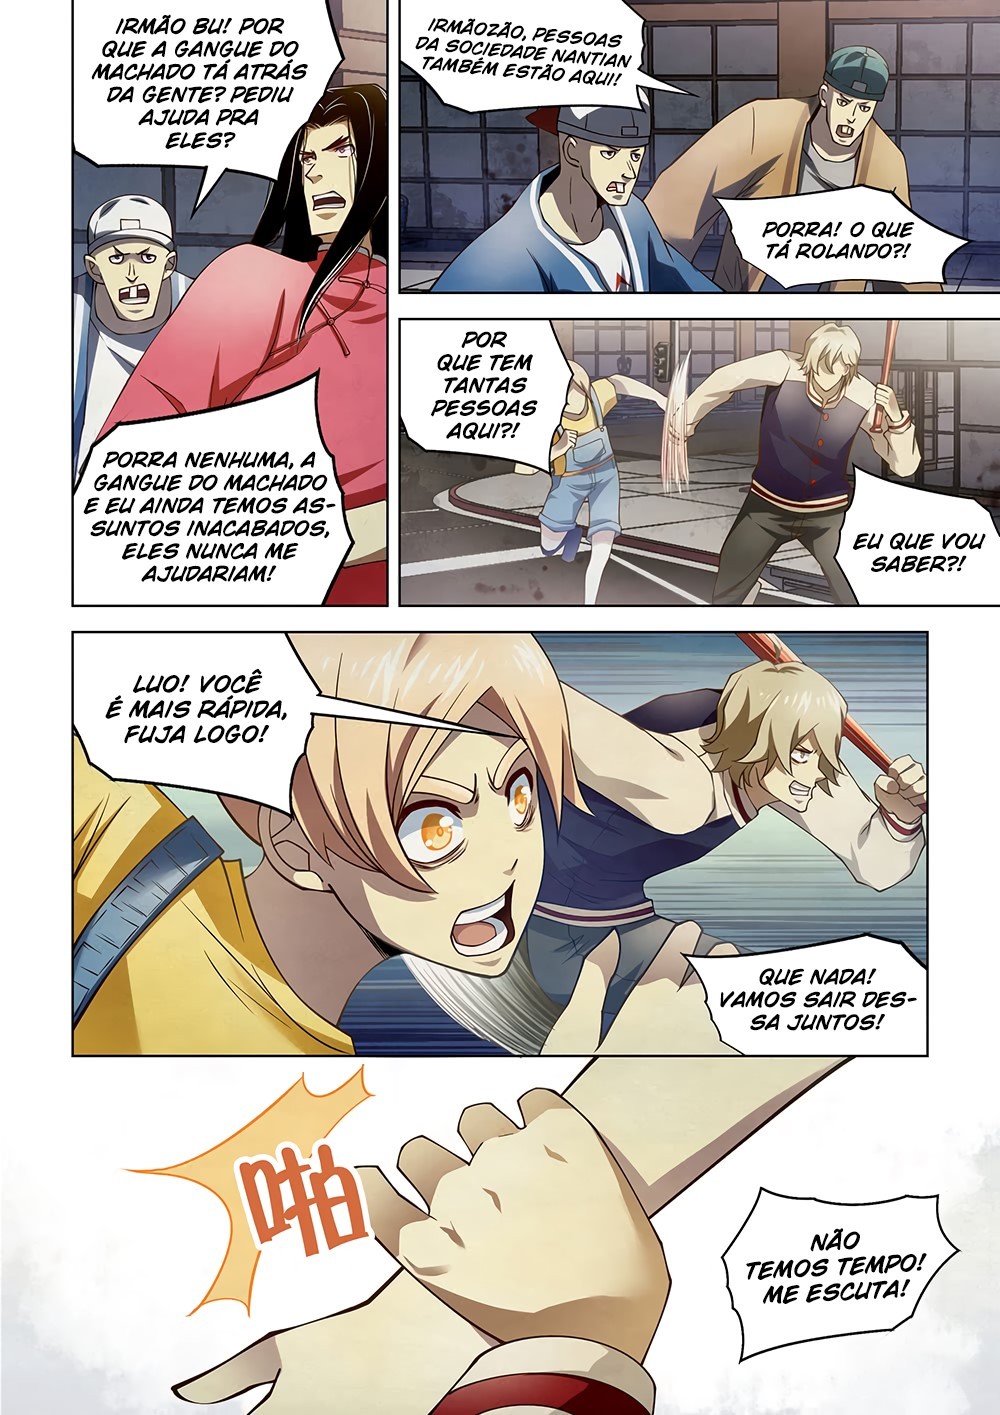 IRMÃO BU! POR
QUE A GANGUE DO
MACHADO TÁ ATRÁS
DA GENTE? PEDIU
AJUDA PRA
ELES?
PORRA NENHUMA, A
GANGUE DO MACHADO
E EU AINDA TEMOS AS-
SUNTOS INACABADOS,
ELES NUNCA ME
AJUDARIAM!
IRMÃOZÃO, PESSOAS
DA SOCIEDADE NANTIAN
TAMBÉM ESTÃO AQUI!
PORRA! O QUE
TÁ ROLANDO?!
POR
QUE TEM
TANTAS
PESSOAS
AQUI?!
EU QUE VOU
SABER?!
LUO! VOCÊ
É MAIS RÁPIDA,
FUJA LOGO!
QUE NADA!
VAMOS SAIR DES-
SA JUNTOS!
啪
NÃO
TEMOS TEMPO!
ME ESCUTA!